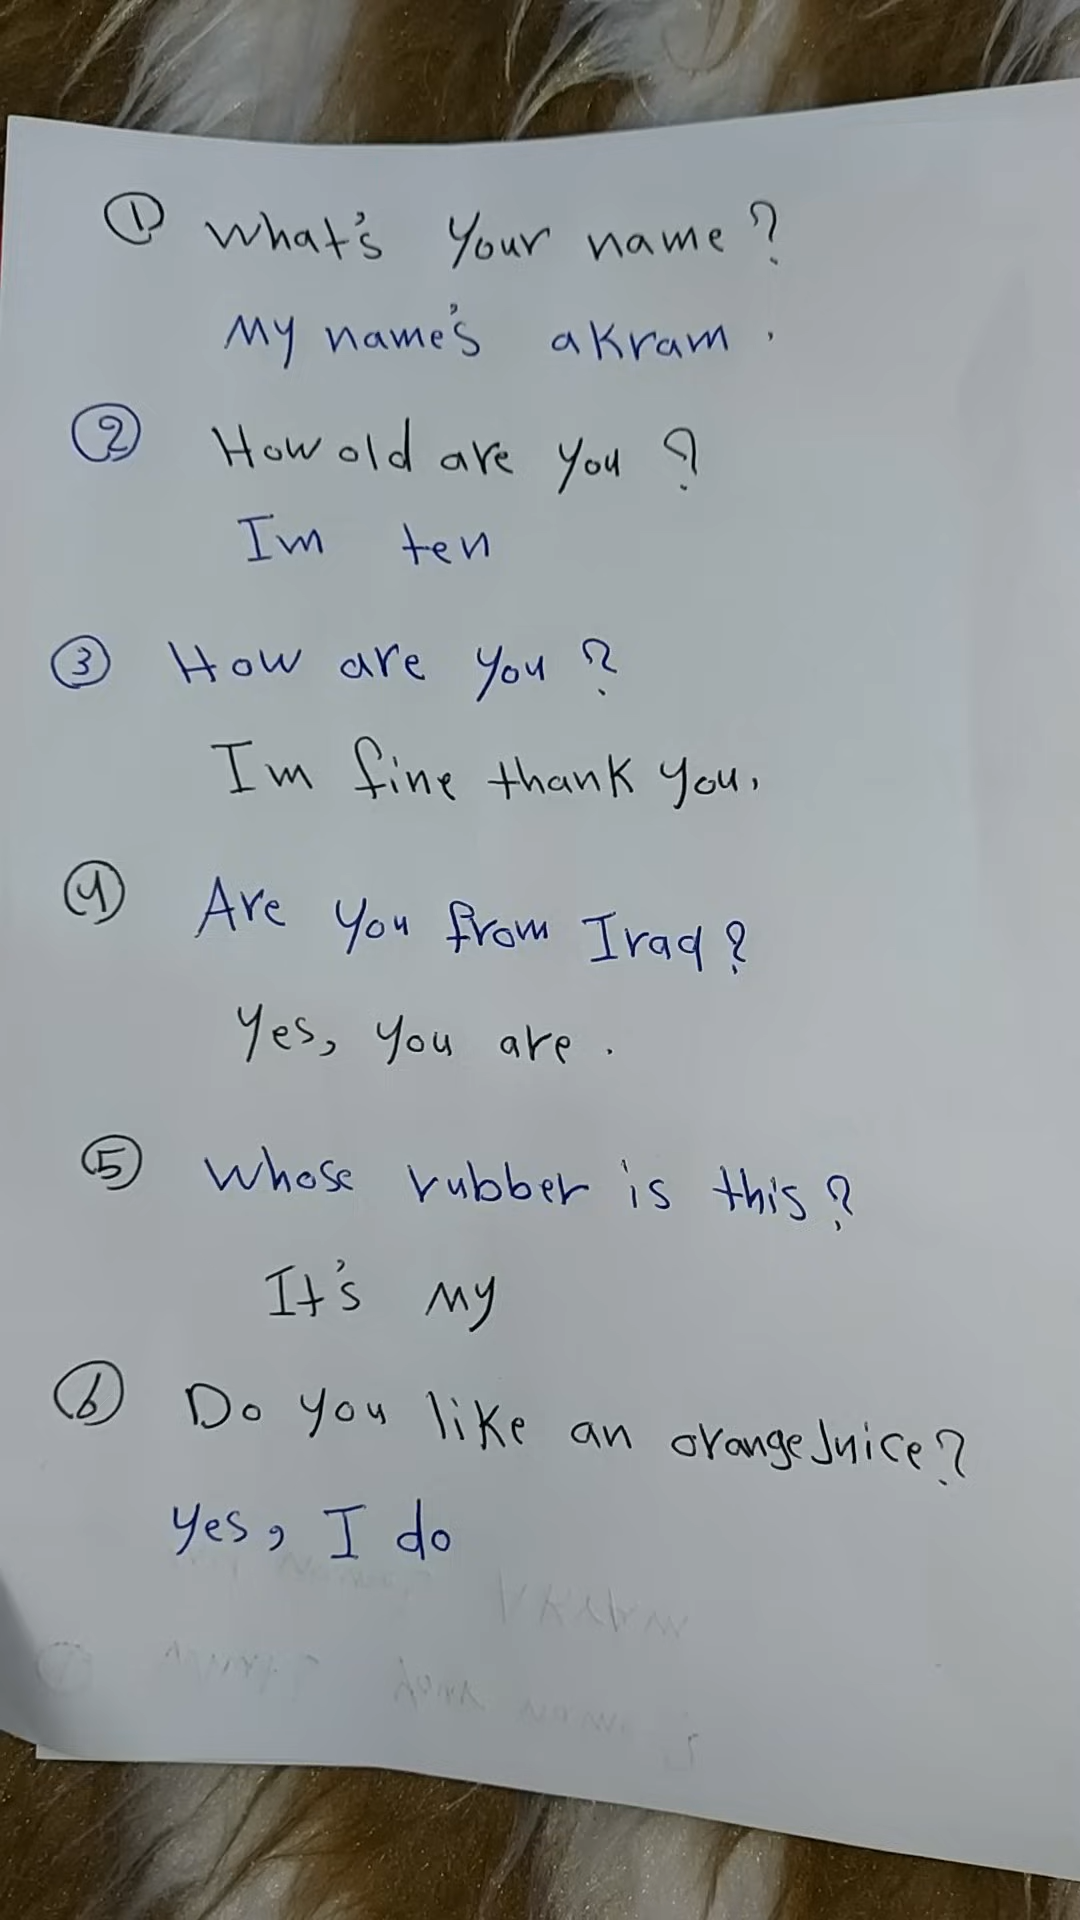 ① What's your name?
My name's akram.
② How old are you?
Im ten
③ How are you?
Im fine thank you.
④ Are you from Iraq?
Yes, you are.
⑤ Whose rubber is this?
It's my
⑥ Do you like an orange Juice?
Yes, I do